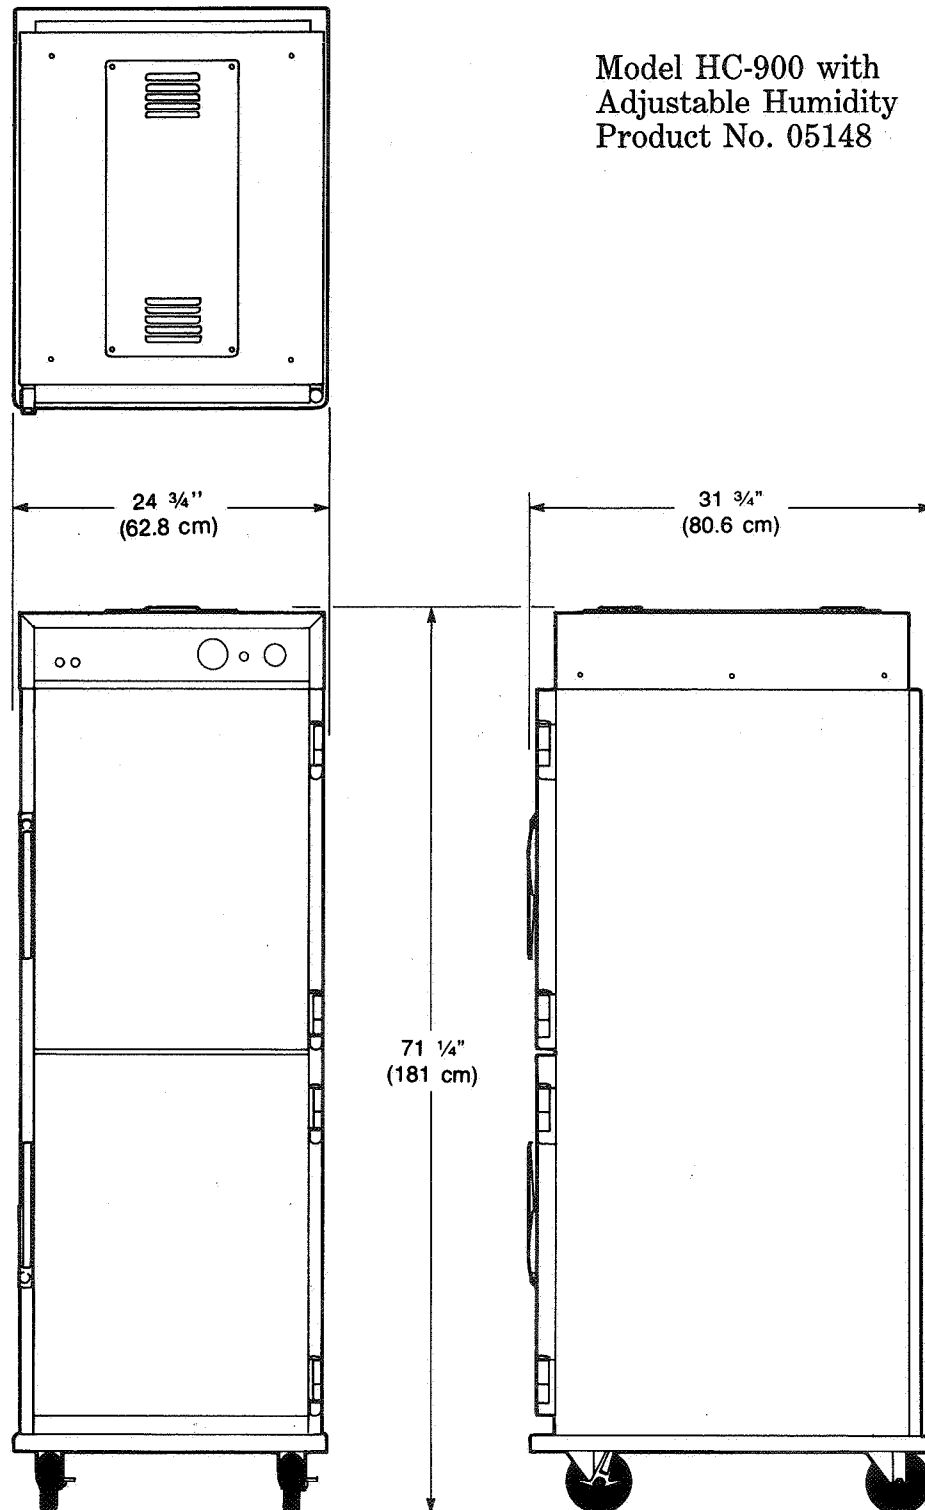 Model HC-900 with
Adjustable Humidity
Product No. 05148
24 ¾''
(62.8 cm)
31 ¾"
(80.6 cm)
71 ¼"
(181 cm)